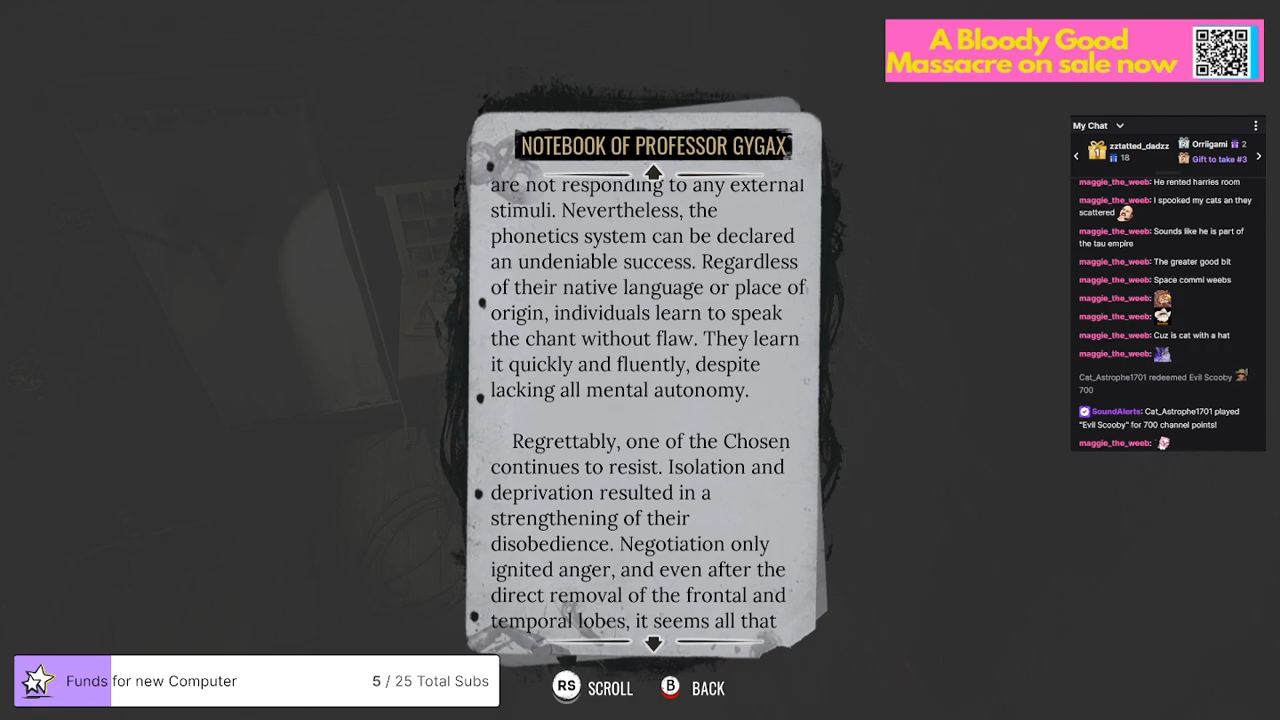 A Bloody Good
Massacre on sale now
NOTEBOOK OF PROFESSOR GYGAX
are not responding to any external
stimuli. Nevertheless, the
phonetics system can be declared
an undeniable success. Regardless
of their native language or place of
origin, individuals learn to speak
the chant without flaw. They learn
it quickly and fluently, despite
lacking all mental autonomy.
Regrettably, one of the Chosen
continues to resist. Isolation and
deprivation resulted in a
strengthening of their
disobedience. Negotiation only
ignited anger, and even after the
direct removal of the frontal and
temporal lobes, it seems all that
RS SCROLL B BACK
My Chat
1 zztatted_dadzz
18
Orriigami 2
Gift to take #3
maggie_the_weeb: He rented harries room
maggie_the_weeb: I spooked my cats an they
scattered
maggie_the_weeb: Sounds like he is part of
the tau empire
maggie_the_weeb: The greater good bit
maggie_the_weeb: Space commi weebs
maggie_the_weeb:
maggie_the_weeb:
maggie_the_weeb: Cuz is cat with a hat
maggie_the_weeb:
Cat_Astrophe1701 redeemed Evil Scooby
700
SoundAlerts: Cat_Astrophe1701 played
"Evil Scooby" for 700 channel points!
maggie_the_weeb:
Funds for new Computer 5 / 25 Total Subs